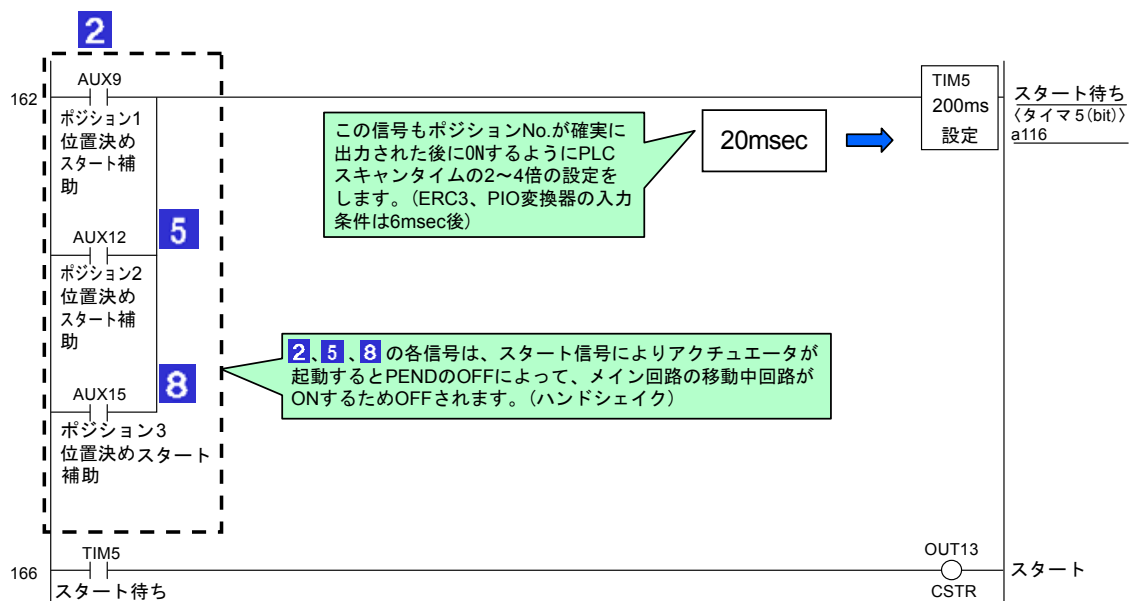 2
162
AUX9
ポジション1
位置決め
スタート補
助
5
AUX12
ポジション2
位置決め
スタート補
助
8
AUX15
ポジション3
位置決めスタート
補助
この信号もポジションNo.が確実に
出力された後にONするようにPLC
スキャンタイムの2～4倍の設定を
します。(ERC3、PIO変換器の入力
条件は6msec後)
20msec
TIM5
200ms
設定
スタート待ち
〈タイマ5(bit)〉
a116
2、5、8の各信号は、スタート信号によりアクチュエータが
起動するとPENDのOFFによって、メイン回路の移動中回路が
ONするためOFFされます。(ハンドシェイク)
166
TIM5
スタート待ち
OUT13
CSTR
スタート